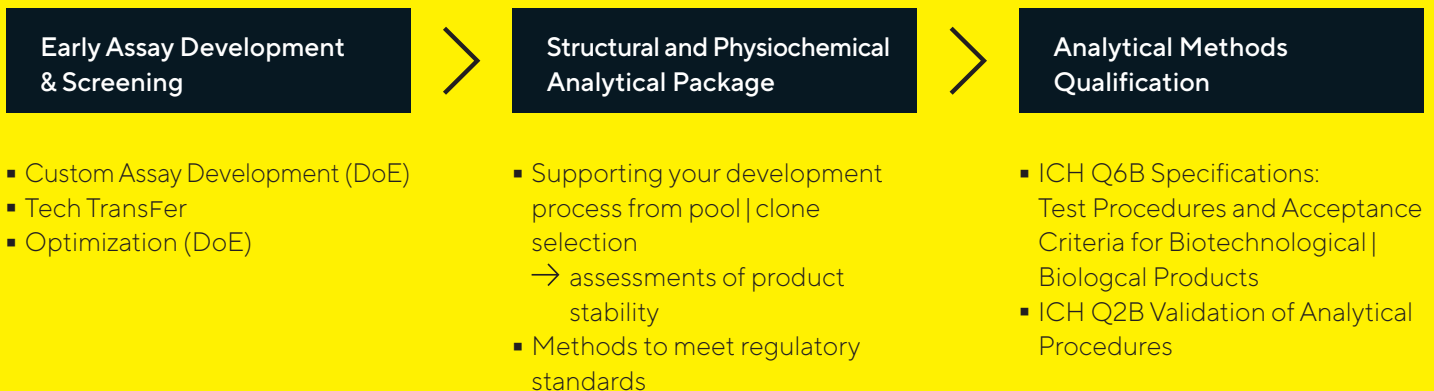 Early Assay Development
& Screening
Structural and Physiochemical
Analytical Package
Analytical Methods
Qualification
▪ Custom Assay Development (DoE)
▪ Tech TransFer
▪ Optimization (DoE)
▪ Supporting your development
process from pool | clone
selection
→ assessments of product
stability
▪ Methods to meet regulatory
standards
▪ ICH Q6B Specifications:
Test Procedures and Acceptance
Criteria for Biotechnological |
Biologcal Products
▪ ICH Q2B Validation of Analytical
Procedures